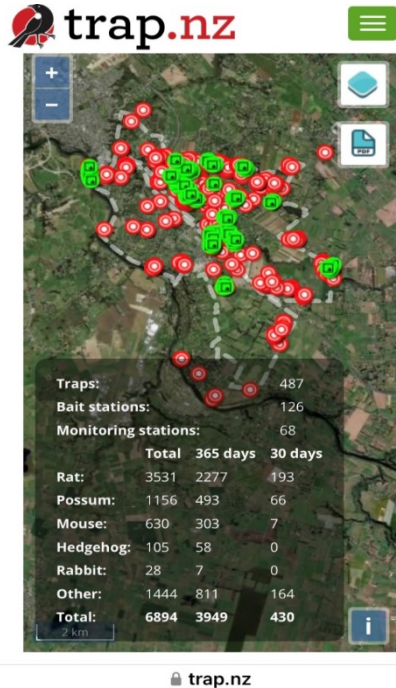 trap.nz
+
−
PDF
Traps: 487
Bait stations: 126
Monitoring stations: 68
Total 365 days 30 days
Rat: 3531 2277 193
Possum: 1156 493 66
Mouse: 630 303 7
Hedgehog: 105 58 0
Rabbit: 28 7 0
Other: 1444 811 164
Total: 6894 3949 430
2 km
i
trap.nz